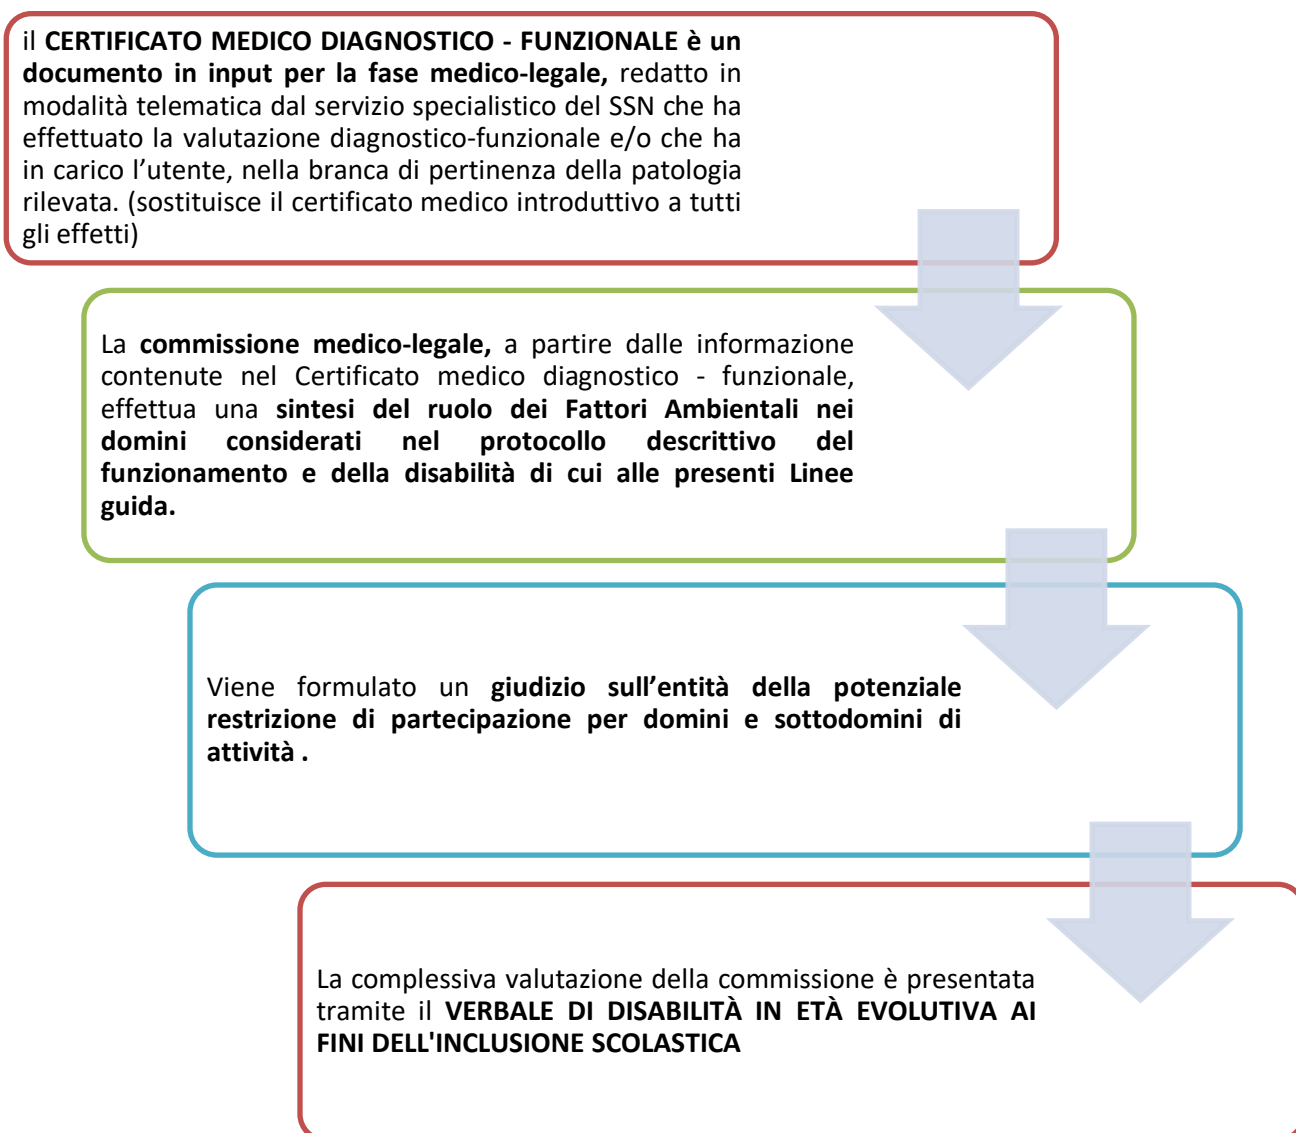 il CERTIFICATO MEDICO DIAGNOSTICO - FUNZIONALE è un
documento in input per la fase medico-legale, redatto in
modalità telematica dal servizio specialistico del SSN che ha
effettuato la valutazione diagnostico-funzionale e/o che ha
in carico l’utente, nella branca di pertinenza della patologia
rilevata. (sostituisce il certificato medico introduttivo a tutti
gli effetti)
La commissione medico-legale, a partire dalle informazione
contenute nel Certificato medico diagnostico - funzionale,
effettua una sintesi del ruolo dei Fattori Ambientali nei
domini considerati nel protocollo descrittivo del
funzionamento e della disabilità di cui alle presenti Linee
guida.
Viene formulato un giudizio sull’entità della potenziale
restrizione di partecipazione per domini e sottodomini di
attività .
La complessiva valutazione della commissione è presentata
tramite il VERBALE DI DISABILITÀ IN ETÀ EVOLUTIVA AI
FINI DELL'INCLUSIONE SCOLASTICA